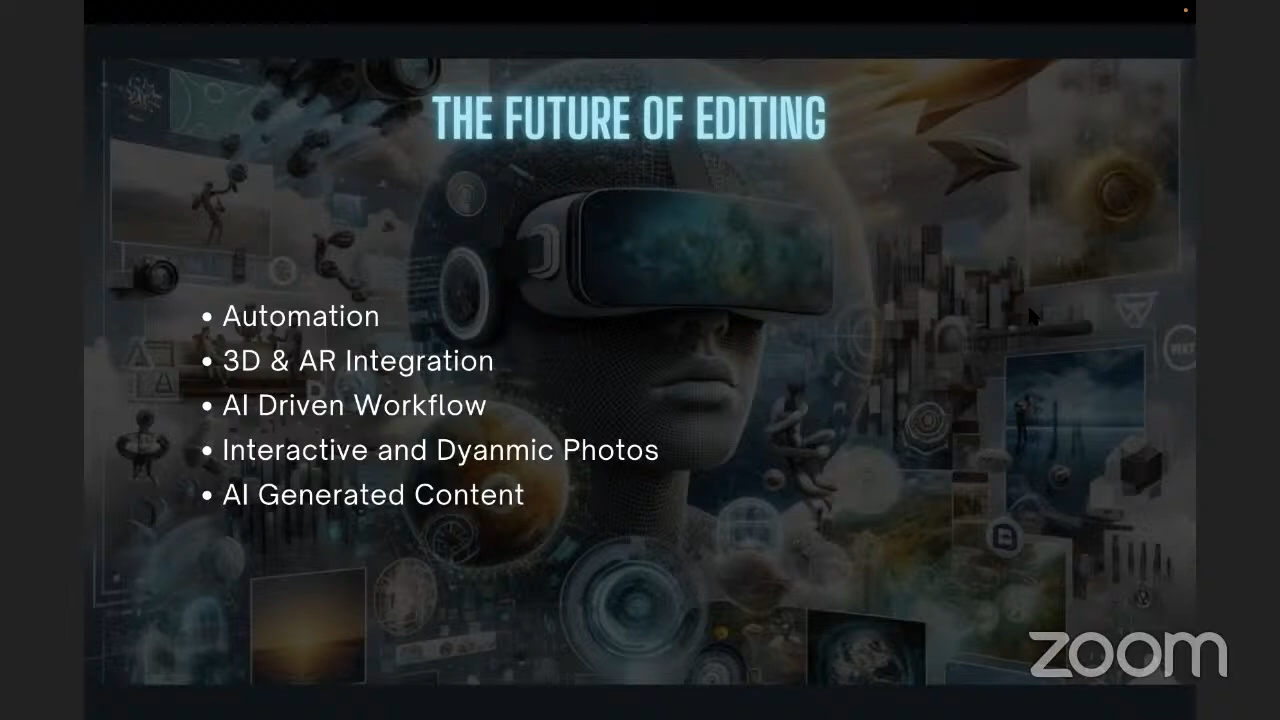 THE FUTURE OF EDITING
• Automation
• 3D & AR Integration
• AI Driven Workflow
• Interactive and Dyanmic Photos
• AI Generated Content
zoom